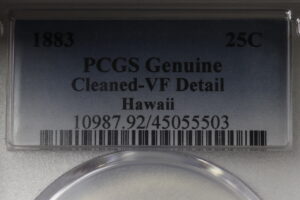 1883 25C
PCGS Genuine
Cleaned-VF Detail
Hawaii
10987.92/45055503